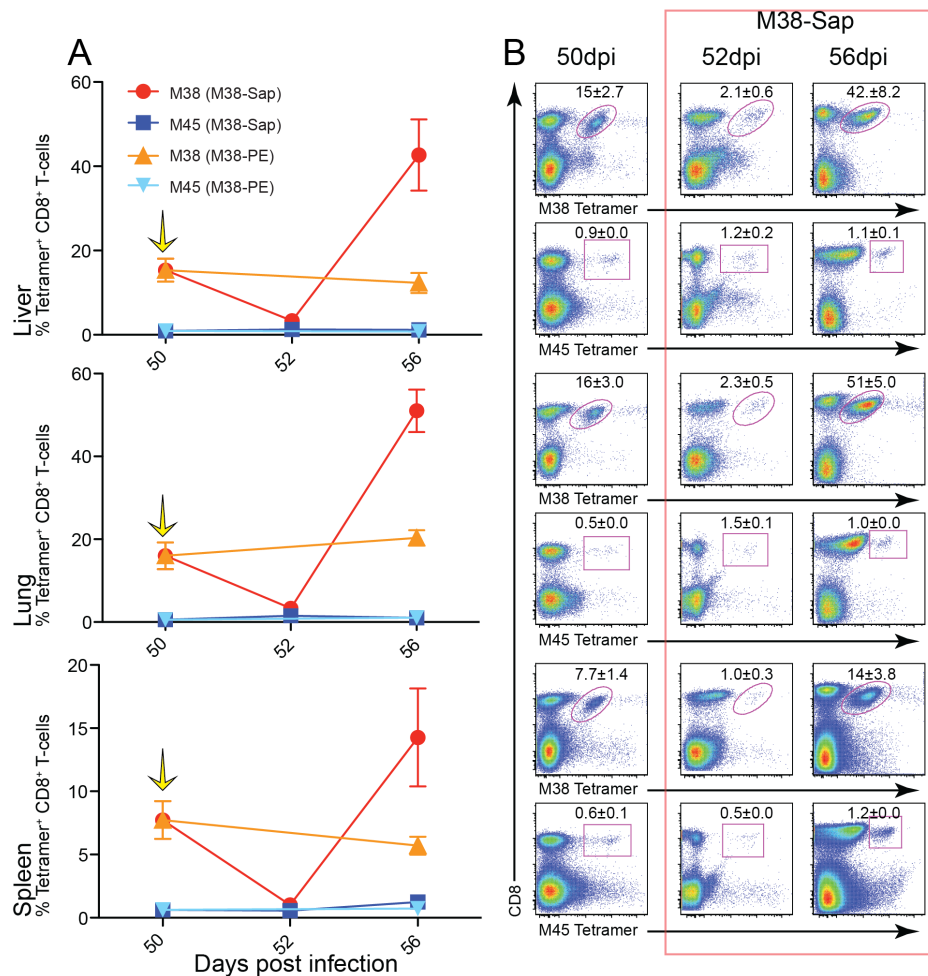 A
60
40
20
0
Liver
% Tetramer⁺ CD8⁺ T-cells
M38 (M38-Sap)
M45 (M38-Sap)
M38 (M38-PE)
M45 (M38-PE)
50
52
56
60
40
20
0
Lung
% Tetramer⁺ CD8⁺ T-cells
50
52
56
20
15
10
5
0
Spleen
% Tetramer⁺ CD8⁺ T-cells
50
52
56
Days post infection
B
M38-Sap
50dpi 52dpi 56dpi
15±2.7 2.1±0.6 42.±8.2
M38 Tetramer
0.9±0.0 1.2±0.2 1.1±0.1
M45 Tetramer
16±3.0 2.3±0.5 51±5.0
M38 Tetramer
0.5±0.0 1.5±0.1 1.0±0.0
M45 Tetramer
7.7±1.4 1.0±0.3 14±3.8
M38 Tetramer
0.6±0.1 0.5±0.0 1.2±0.0
CD8
M45 Tetramer